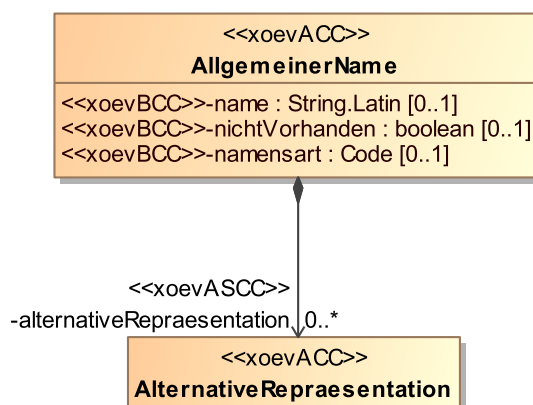 <<xoevACC>>
AllgemeinerName
<<xoevBCC>>-name : String.Latin [0..1]
<<xoevBCC>>-nichtVorhanden : boolean [0..1]
<<xoevBCC>>-namensart : Code [0..1]
<<xoevASCC>>
-alternativeRepraesentation 0..*
<<xoevACC>>
AlternativeRepraesentation